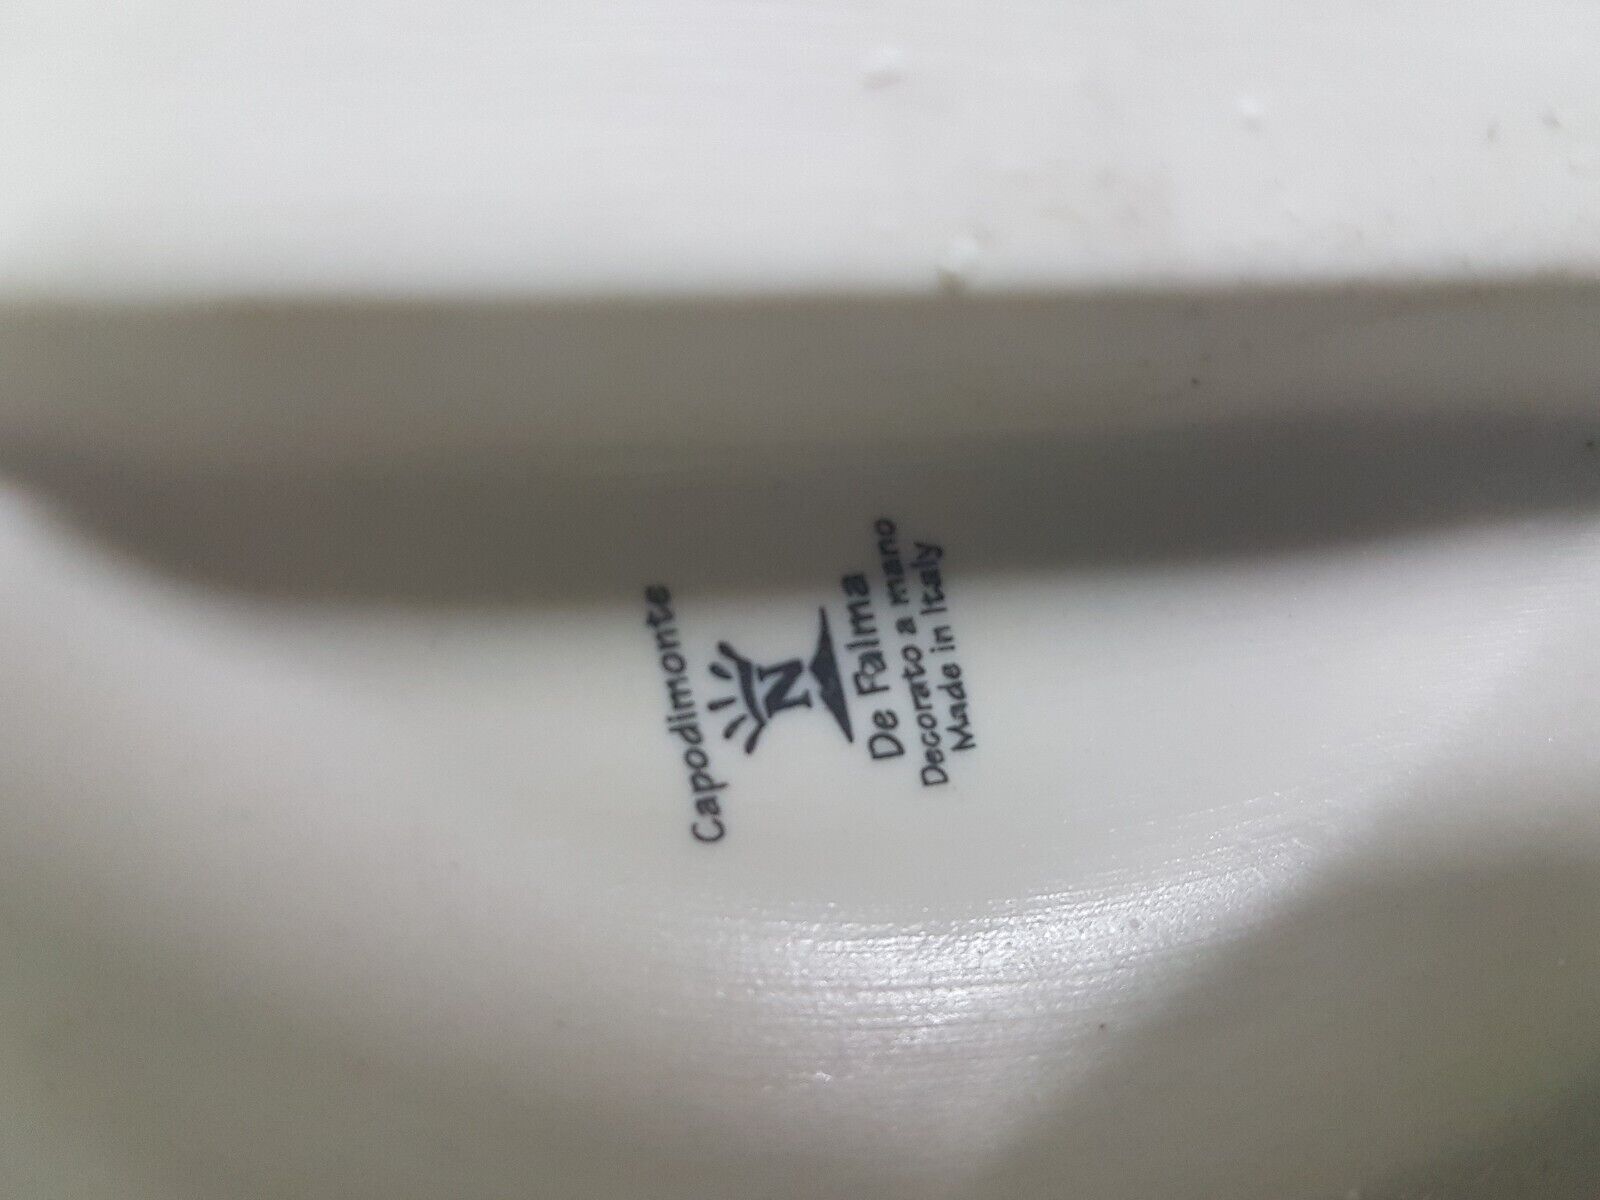 Capodimonte
N
De Palma
Decorato a mano
Made in Italy